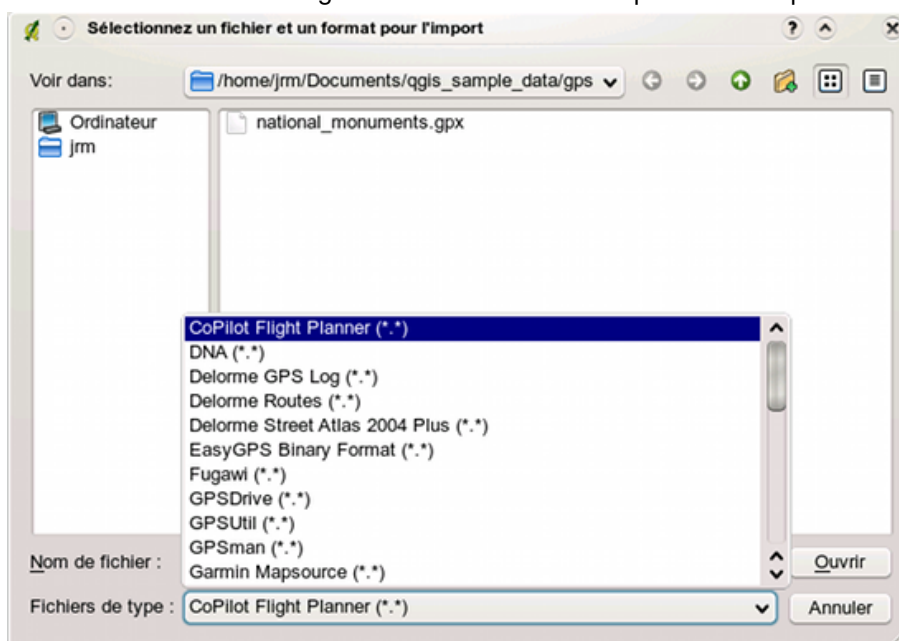 Sélectionnez un fichier et un format pour l'import
Voir dans:
/home/jrm/Documents/qgis_sample_data/gps
Ordinateur
jrm
national_monuments.gpx
CoPilot Flight Planner (*.*)
DNA (*.*)
Delorme GPS Log (*.*)
Delorme Routes (*.*)
Delorme Street Atlas 2004 Plus (*.*)
EasyGPS Binary Format (*.*)
Fugawi (*.*)
GPSDrive (*.*)
GPSUtil (*.*)
GPSman (*.*)
Garmin Mapsource (*.*)
Nom de fichier :
Ouvrir
Fichiers de type :
CoPilot Flight Planner (*.*)
Annuler